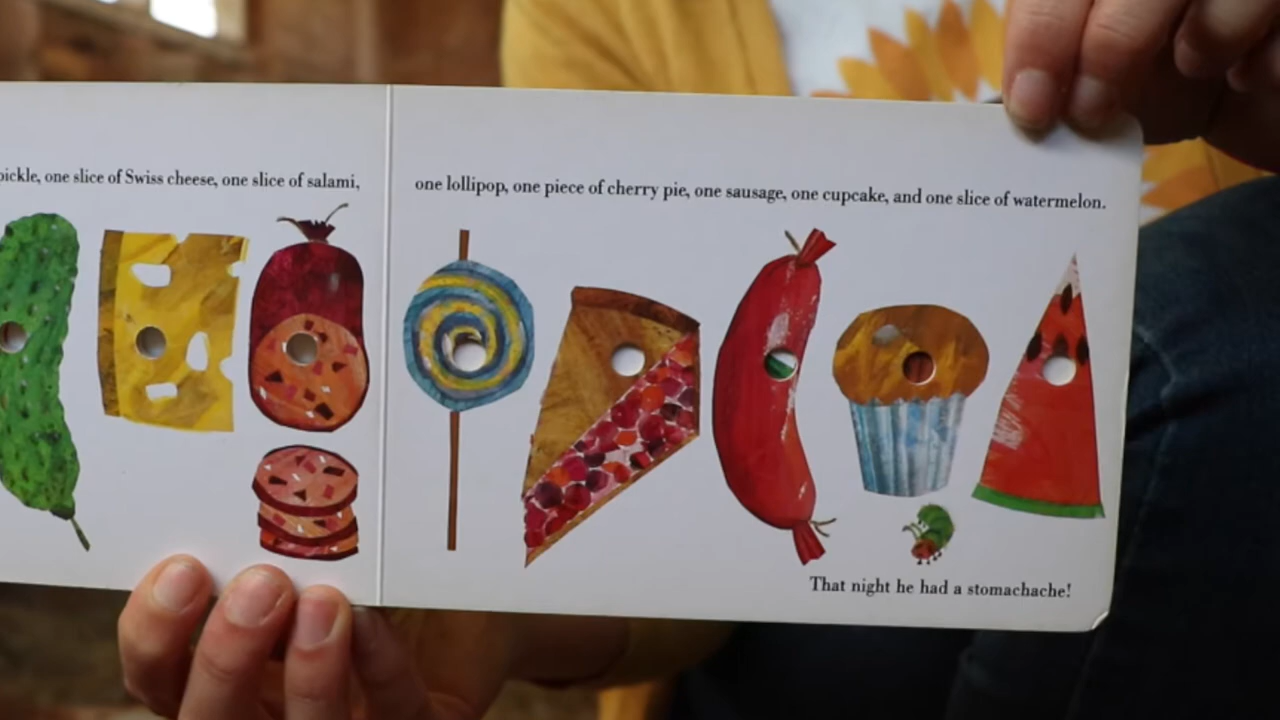 pickle, one slice of Swiss cheese, one slice of salami,
one lollipop, one piece of cherry pie, one sausage, one cupcake, and one slice of watermelon.
That night he had a stomachache!